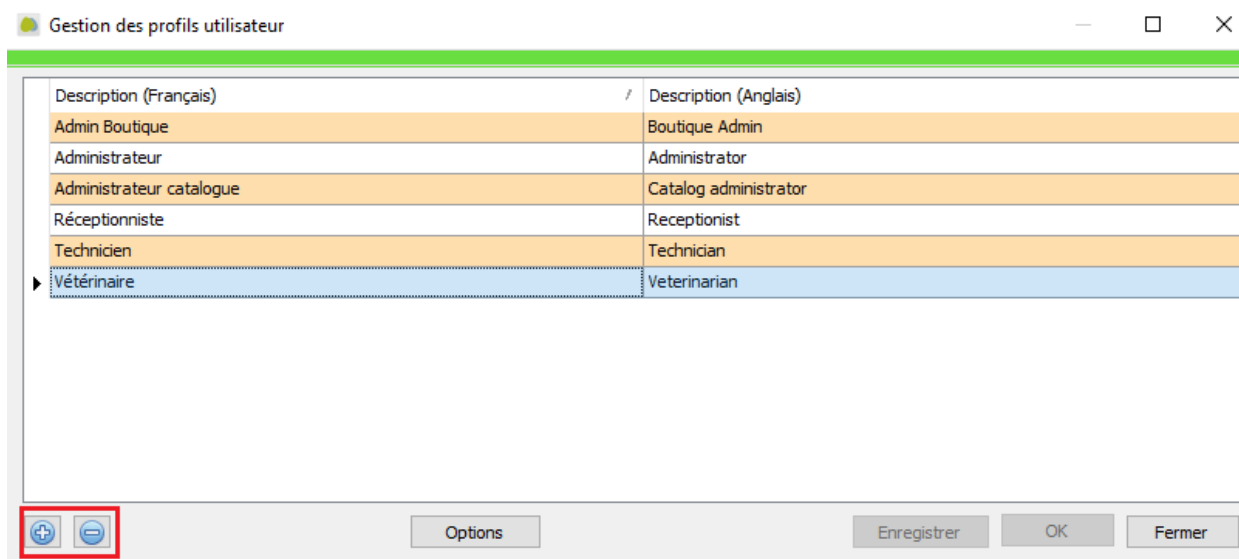 Gestion des profils utilisateur
Description (Français) Description (Anglais)
Admin Boutique Boutique Admin
Administrateur Administrator
Administrateur catalogue Catalog administrator
Réceptionniste Receptionist
Technicien Technician
Vétérinaire Veterinarian
Options Enregistrer OK Fermer